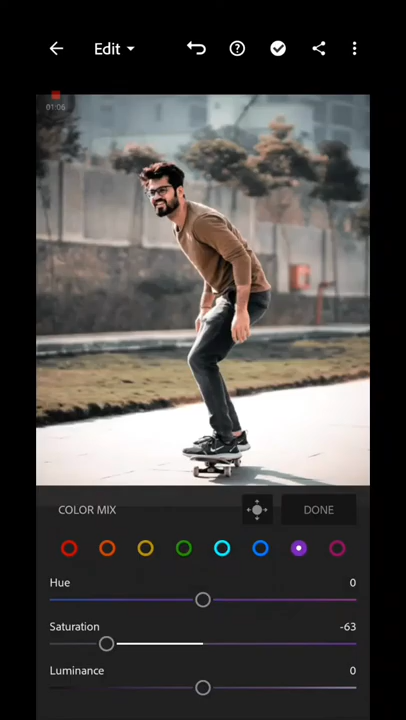 Edit
01:06
COLOR MIX
DONE
Hue 0
Saturation -63
Luminance 0